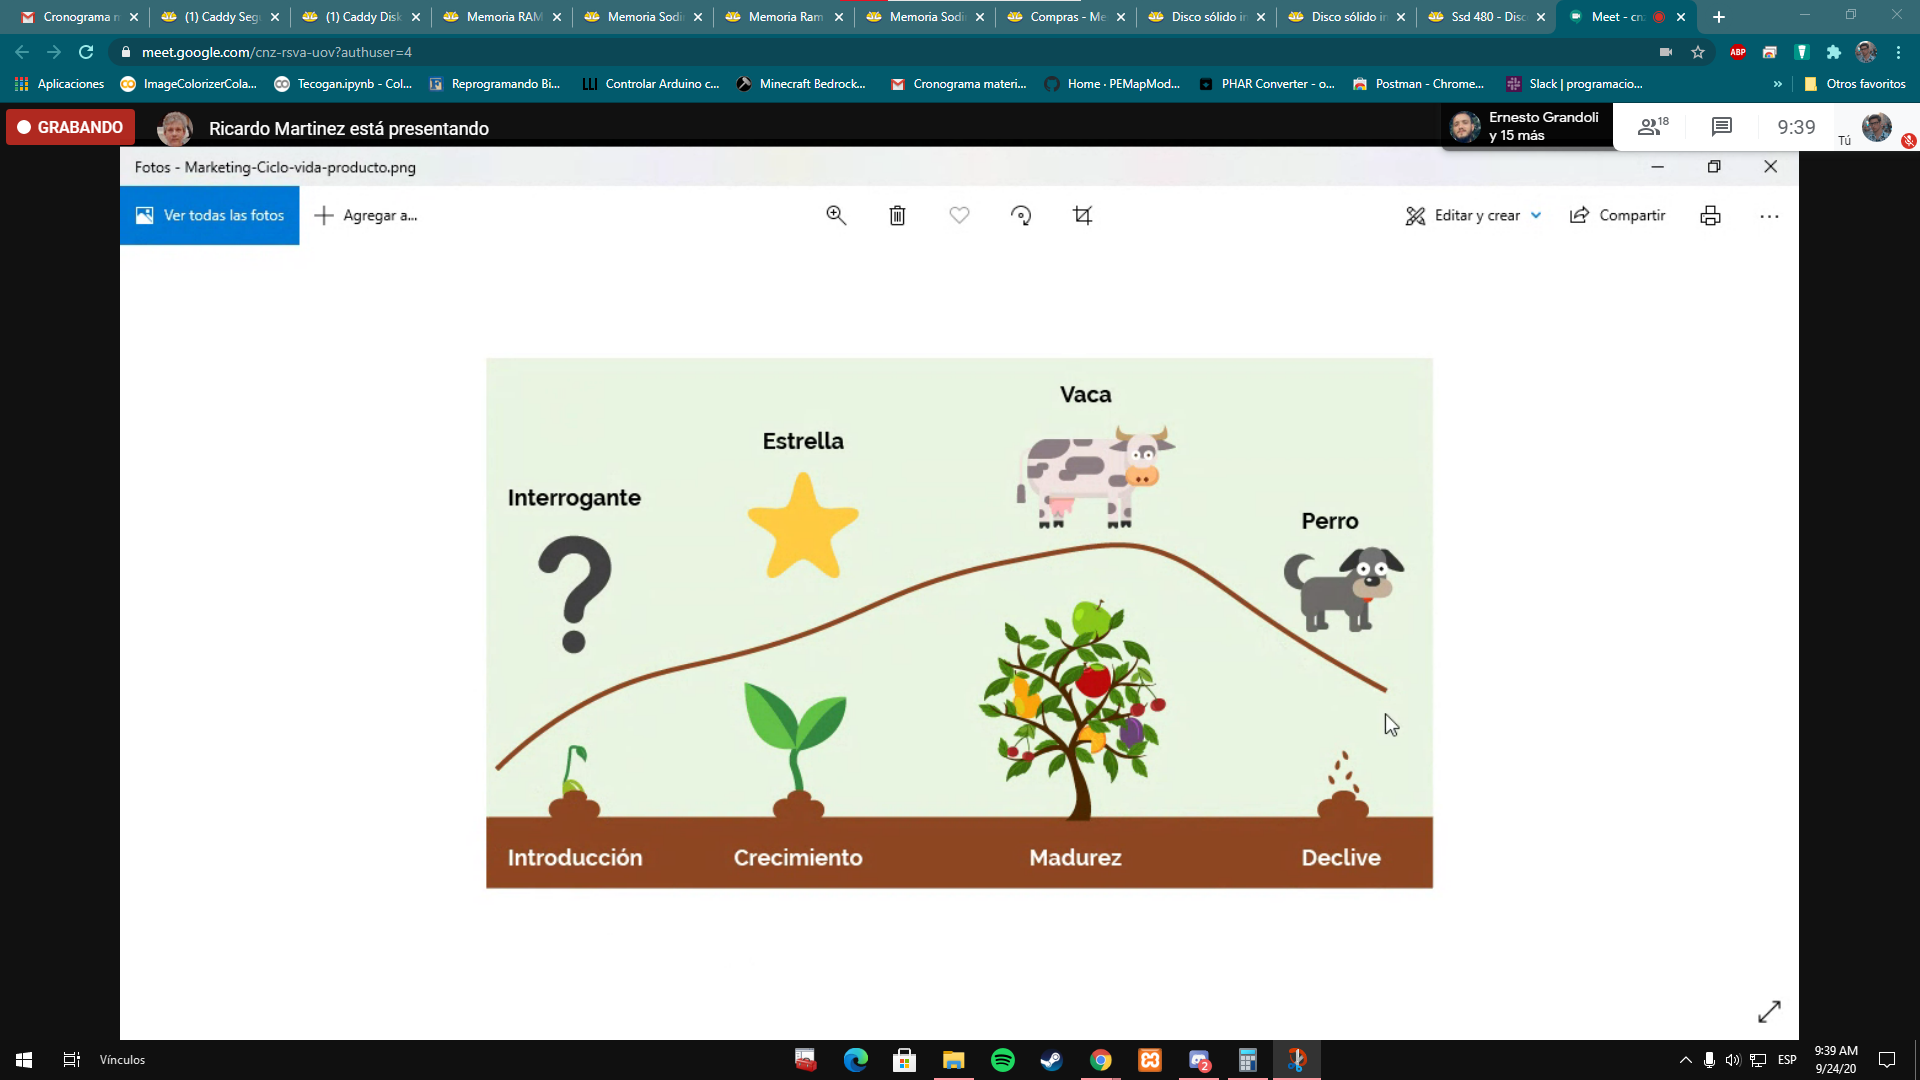 Cronograma m
(1) Caddy Seg
(1) Caddy Disk
Memoria RAM
Memoria Sodi
Memoria Ram
Memoria Sodi
Compras - Me
Disco sólido in
Disco sólido in
Ssd 480 - Disc
Meet - cnz
meet.google.com/cnz-rsva-uov?authuser=4
ABP
Aplicaciones
ImageColorizerCola...
Tecogan.ipynb - Col...
Reprogramando Bi...
Controlar Arduino c...
Minecraft Bedrock...
Cronograma materi...
Home · PEMapMod...
PHAR Converter - o...
Postman - Chrome...
Slack | programacio...
»
Otros favoritos
GRABANDO
Ricardo Martinez está presentando
Ernesto Grandoli
y 15 más
18
9:39
Tú
Fotos - Marketing-Ciclo-vida-producto.png
Ver todas las fotos
Agregar a...
Editar y crear
Compartir
Vaca
Estrella
Interrogante
Perro
?
Introducción
Crecimiento
Madurez
Declive
Vínculos
2
ESP
9:39 AM
9/24/20